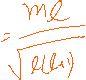 = mℓ / √ℓ(ℓ+1)